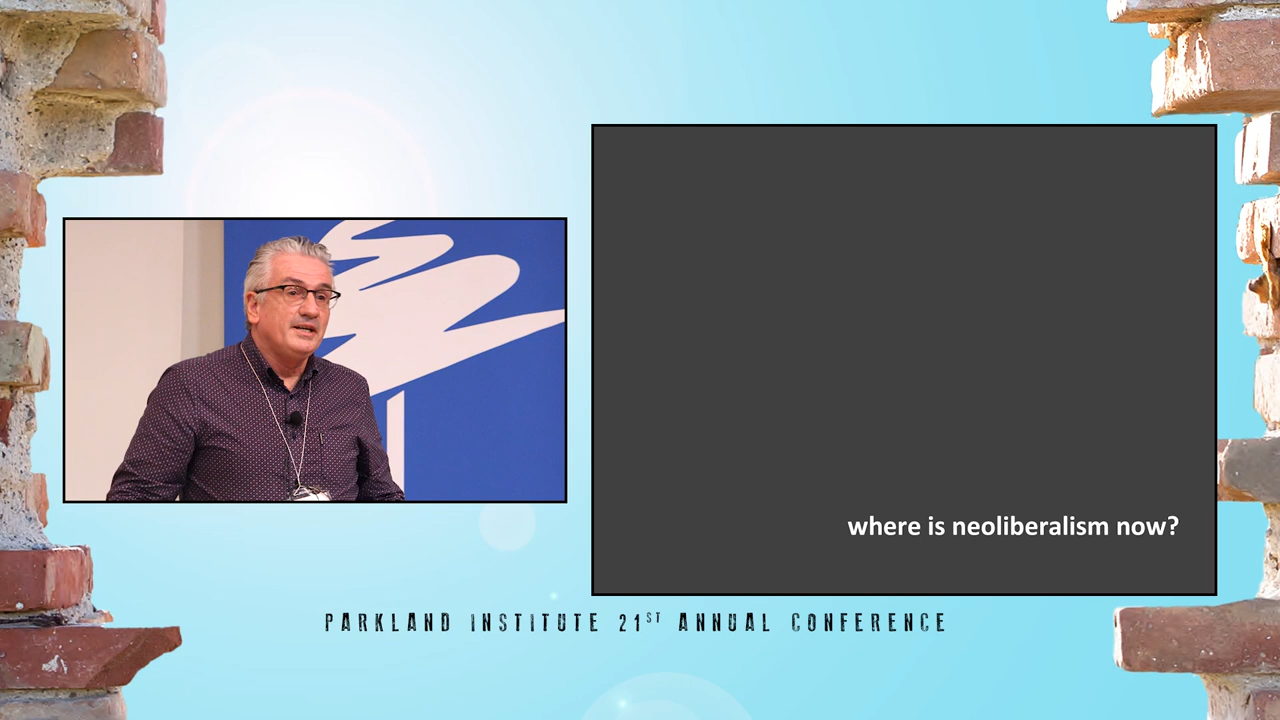 where is neoliberalism now?
PARKLAND INSTITUTE 21ST ANNUAL CONFERENCE